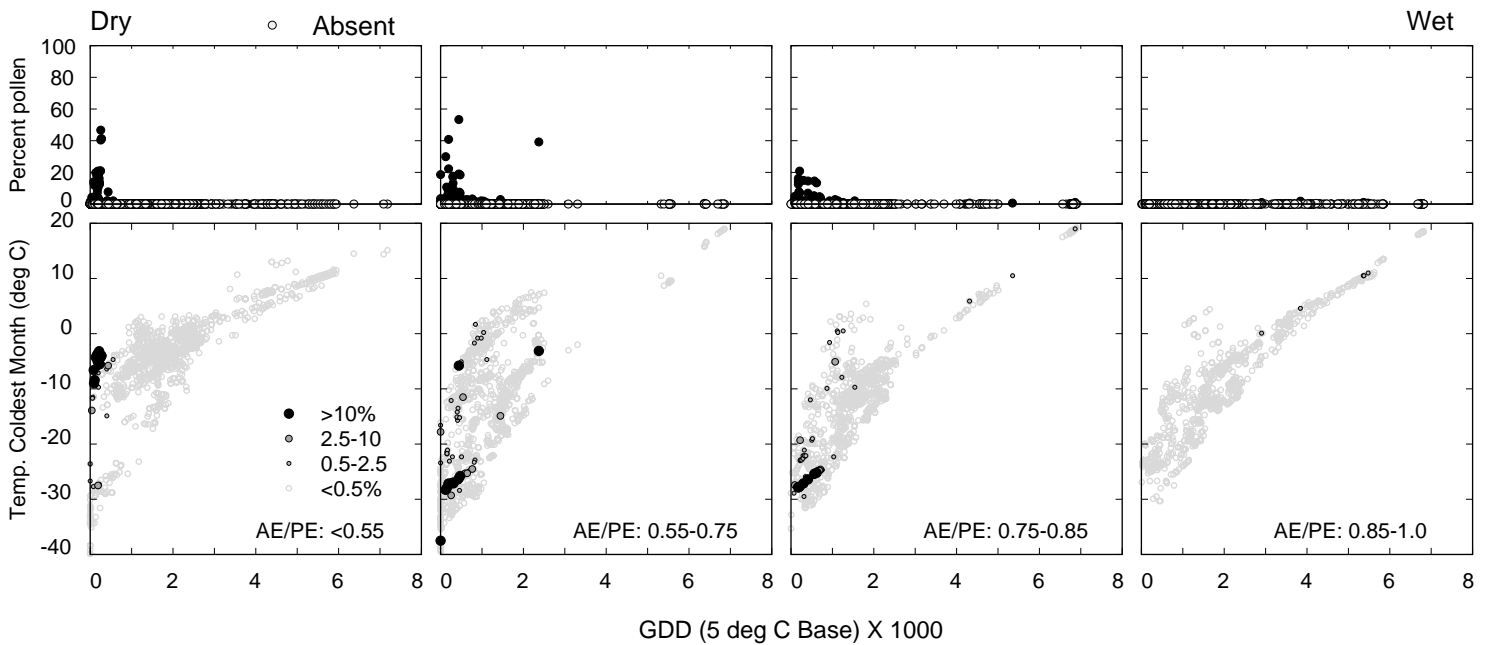 Dry
Absent
Wet
Percent pollen
100
80
60
40
20
0
Temp. Coldest Month (deg C)
20
10
0
-10
-20
-30
-40
>10%
2.5-10
0.5-2.5
<0.5%
AE/PE: <0.55
AE/PE: 0.55-0.75
AE/PE: 0.75-0.85
AE/PE: 0.85-1.0
0 2 4 6 8 0 2 4 6 8 0 2 4 6 8 0 2 4 6 8
GDD (5 deg C Base) X 1000